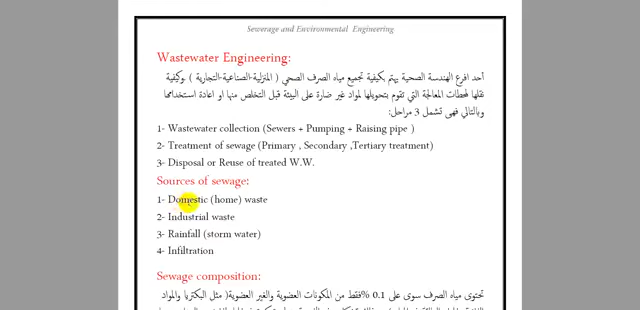 Sewerage and Environmental Engineering
Wastewater Engineering:
أحد افرع الهندسة الصحية يهتم بكيفية تجميع مياه الصرف الصحي ( المنزلية-الصناعية-التجارية ) .وكيفية
نقلها لمحطات المعالجة التي تقوم بتحويلها لمواد غير ضارة على البيئة قبل التخلص منها او اعادة استخدامها
وبالتالي فهى تشمل 3 مراحل:
1- Wastewater collection (Sewers + Pumping + Raising pipe )
2- Treatment of sewage (Primary , Secondary ,Tertiary treatment)
3- Disposal or Reuse of treated W.W.
Sources of sewage:
1- Domestic (home) waste
2- Industrial waste
3- Rainfall (storm water)
4- Infiltration
Sewage composition:
تحتوى مياه الصرف سوى على 0.1 %فقط من المكونات العضوية والغير العضوية( مثل البكتريا والمواد